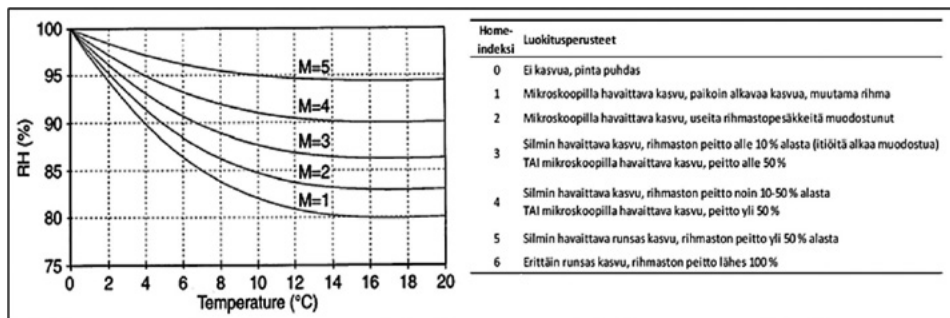 100
95
90
85
80
75
RH (%)
M=5
M=4
M=3
M=2
M=1
0 2 4 6 8 10 12 14 16 18 20
Temperature (°C)
Home-
indeksi
Luokitusperusteet
0 Ei kasvua, pinta puhdas
1 Mikroskoopilla havaittava kasvu, paikoin alkavaa kasvua, muutama rihma
2 Mikroskoopilla havaittava kasvu, useita rihmastopesäkkeitä muodostunut
3 Silmin havaittava kasvu, rihmaston peitto alle 10 % alasta (itiöitä alkaa muodostua)
TAI mikroskoopilla havaittava kasvu, peitto alle 50 %
4 Silmin havaittava kasvu, rihmaston peitto noin 10-50 % alasta
TAI mikroskoopilla havaittava kasvu, peitto yli 50 %
5 Silmin havaittava runsas kasvu, rihmaston peitto yli 50 % alasta
6 Erittäin runsas kasvu, rihmaston peitto lähes 100 %